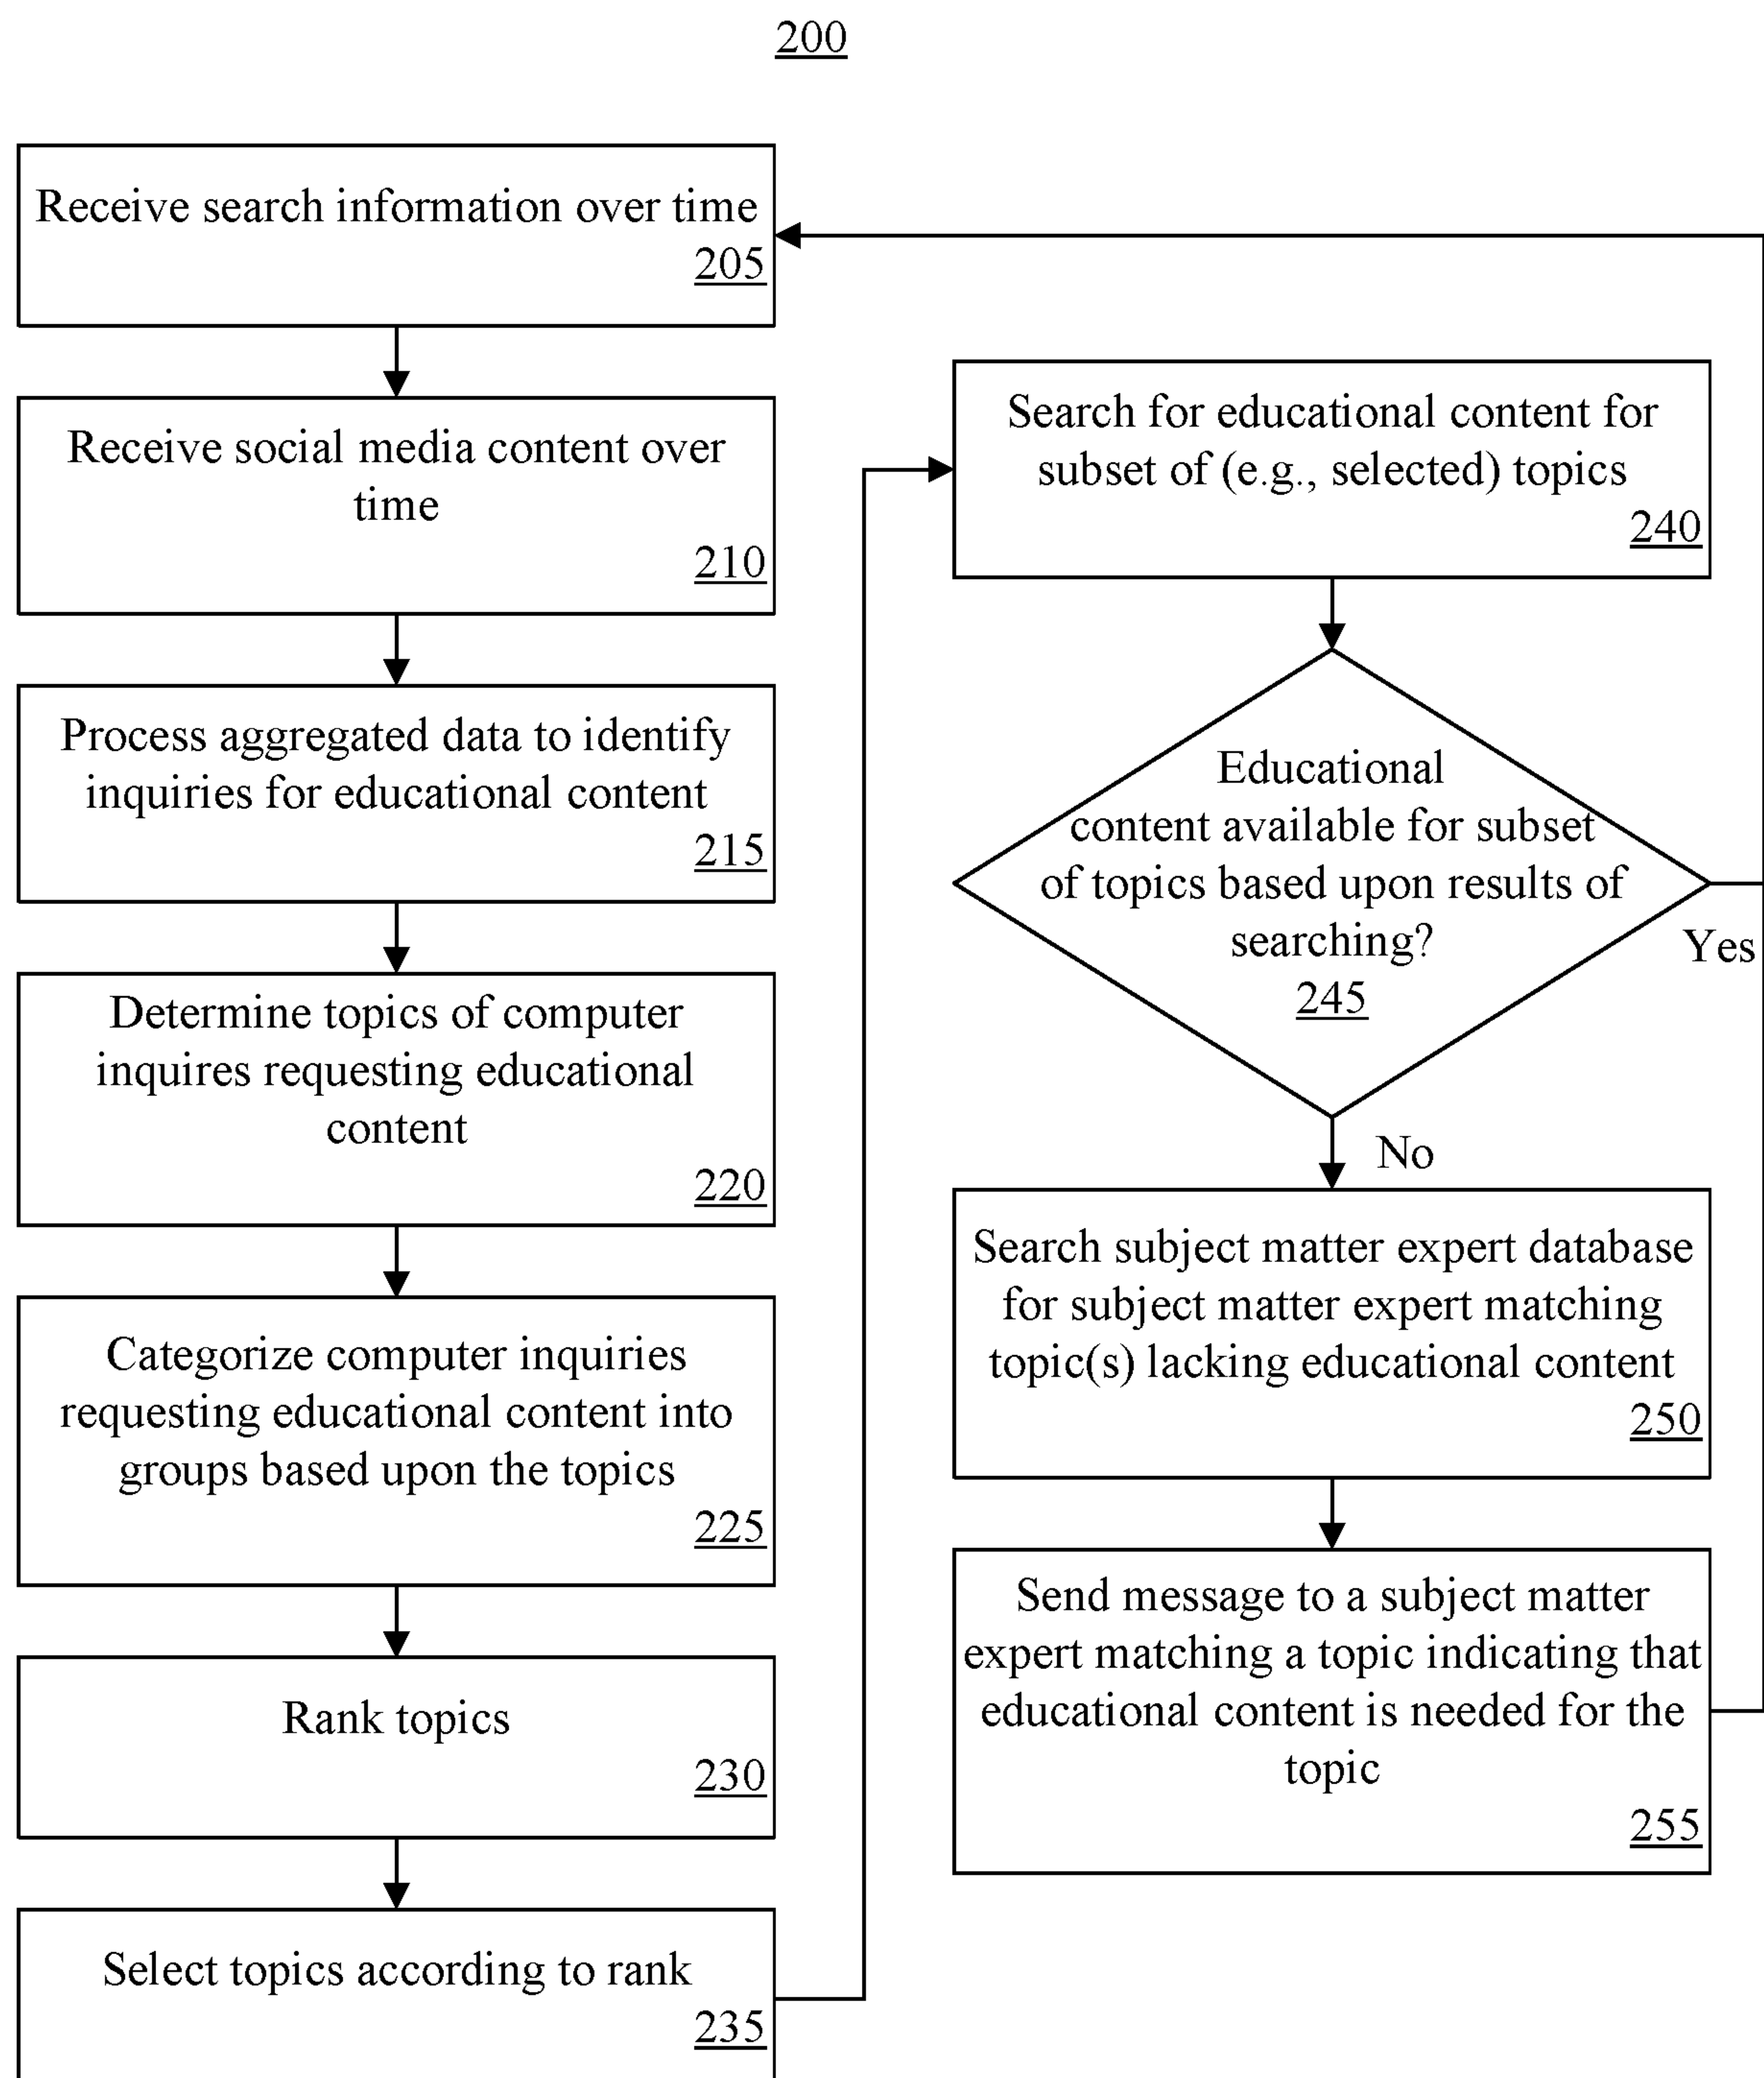 200
Receive search information over time
205
Receive social media content over
time
210
Process aggregated data to identify
inquiries for educational content
215
Determine topics of computer
inquires requesting educational
content
220
Categorize computer inquiries
requesting educational content into
groups based upon the topics
225
Rank topics
230
Select topics according to rank
235
Search for educational content for
subset of (e.g., selected) topics
240
Educational
content available for subset
of topics based upon results of
searching?
245
Yes
No
Search subject matter expert database
for subject matter expert matching
topic(s) lacking educational content
250
Send message to a subject matter
expert matching a topic indicating that
educational content is needed for the
topic
255